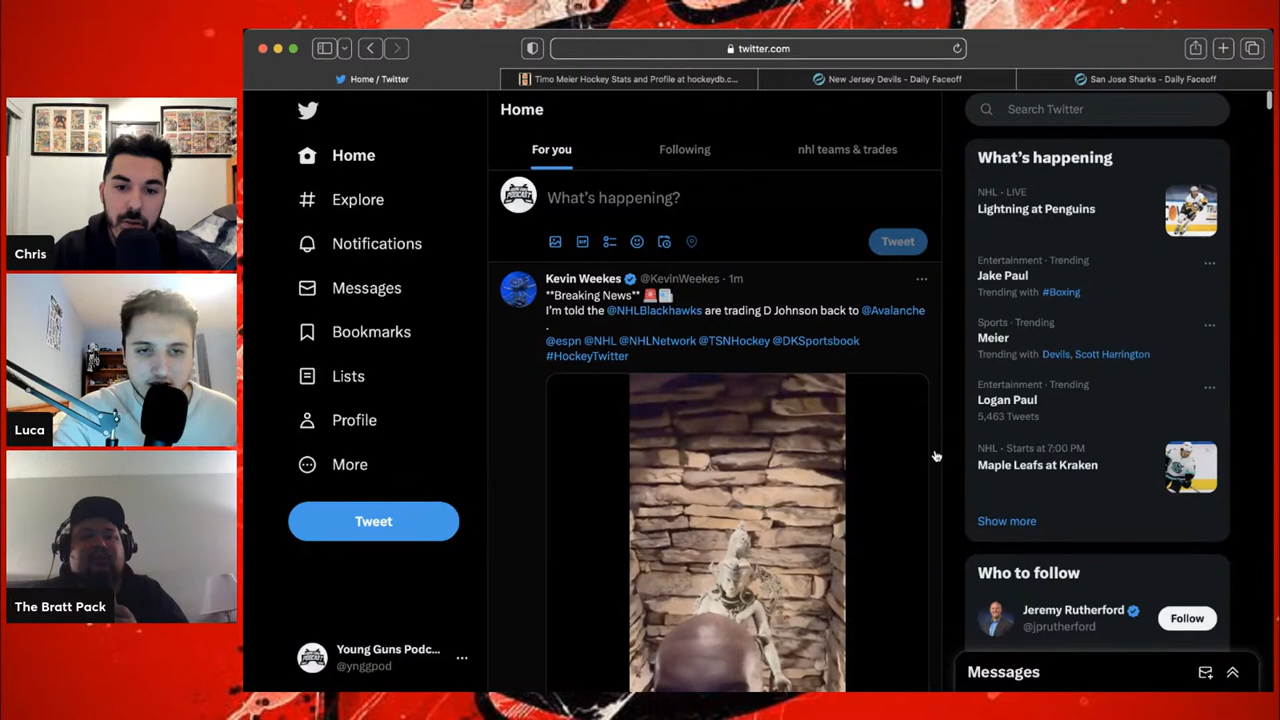 twitter.com
Home / Twitter
Timo Meier Hockey Stats and Profile at hockeydb.c...
New Jersey Devils - Daily Faceoff
San Jose Sharks - Daily Faceoff
Chris
Luca
The Bratt Pack
Home
Explore
Notifications
Messages
Bookmarks
Lists
Profile
More
Tweet
Young Guns Podc...
@ynggpod
Home
For you
Following
nhl teams & trades
PODCAST
What's happening?
Tweet
Kevin Weekes @KevinWeekes · 1m
**Breaking News**
I'm told the @NHLBlackhawks are trading D Johnson back to @Avalanche
.
@espn @NHL @NHLNetwork @TSNHockey @DKSportsbook
#HockeyTwitter
Search Twitter
What's happening
NHL · LIVE
Lightning at Penguins
Entertainment · Trending
Jake Paul
Trending with #Boxing
Sports · Trending
Meier
Trending with Devils, Scott Harrington
Entertainment · Trending
Logan Paul
5,463 Tweets
NHL · Starts at 7:00 PM
Maple Leafs at Kraken
Show more
Who to follow
Jeremy Rutherford
@jprutherford
Follow
Messages